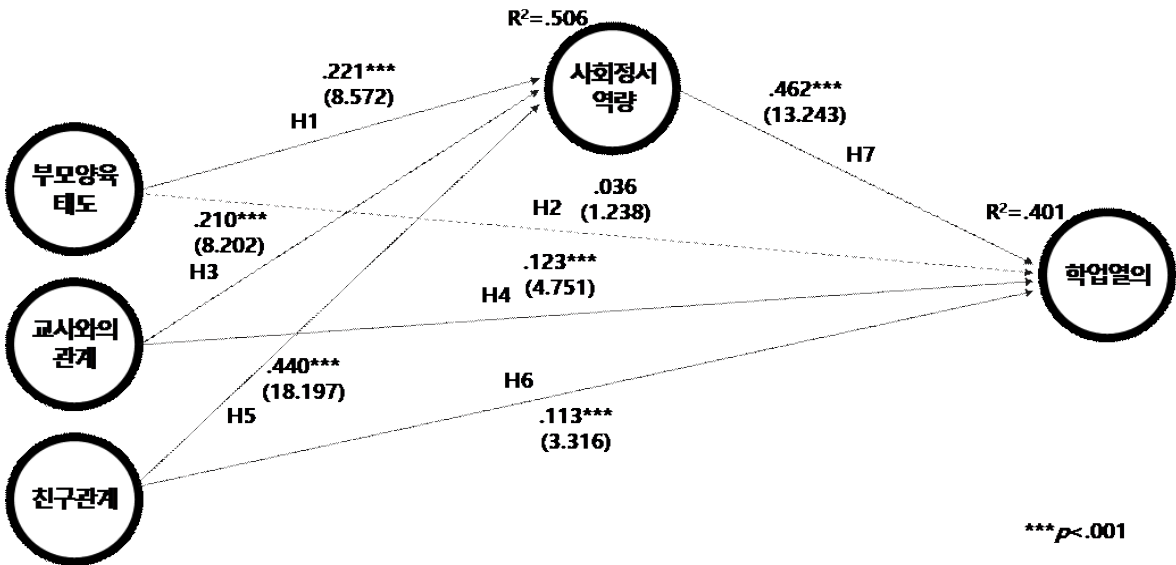 R²=.506
사회정서
역량
.221***
(8.572)
H1
.462***
(13.243)
H7
부모양육
태도
.036
(1.238)
H2
.210***
(8.202)
H3
R²=.401
학업열의
.123***
(4.751)
H4
교사와의
관계
.440***
(18.197)
H5
H6
.113***
(3.316)
친구관계
***p<.001